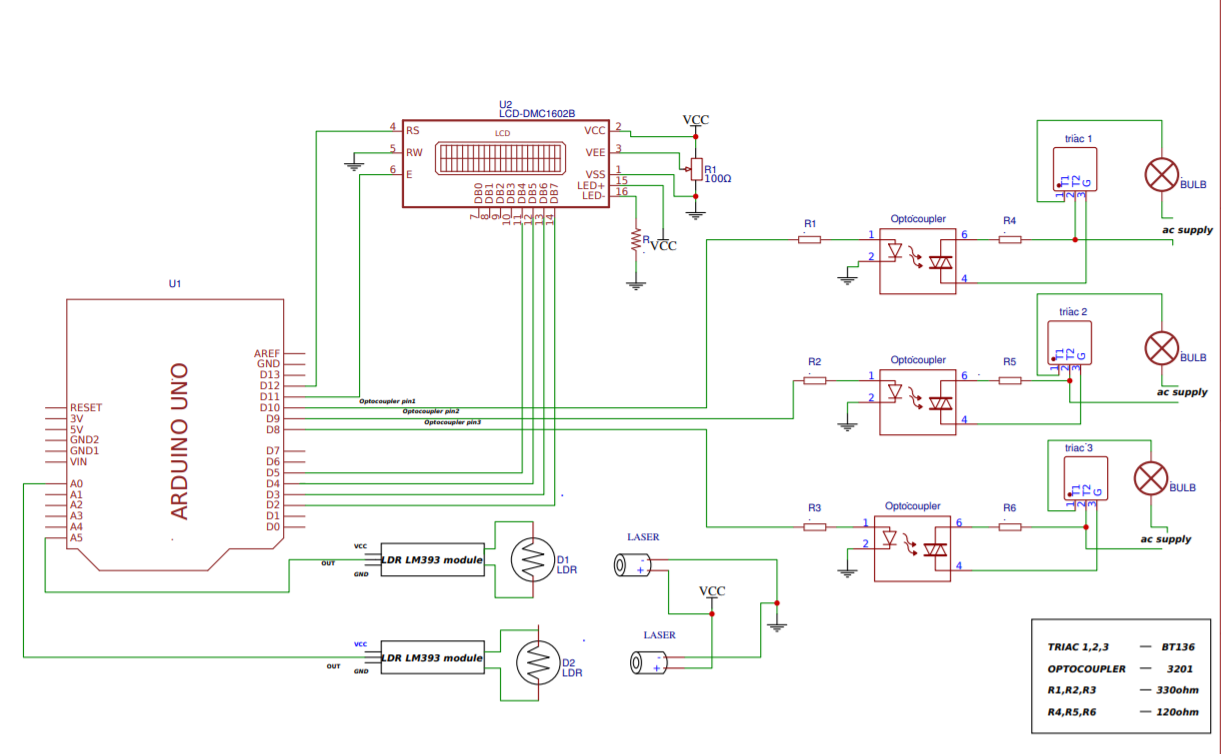 U2
LCD-DMC1602B
LCD
4 RS
5 RW
6 E
VCC 2
VEE 3
VSS 1
LED+ 15
LED- 16
DB0 DB1 DB2 DB3 DB4 DB5 DB6 DB7
7 8 9 10 11 12 13 14
VCC
R1
100Ω
R
VCC
U1
ARDUINO UNO
AREF
GND
D13
D12
D11
D10
D9
D8
D7
D6
D5
D4
D3
D2
D1
D0
RESET
3V
5V
GND2
GND1
VIN
A0
A1
A2
A3
A4
A5
Optocoupler pin1
Optocoupler pin2
Optocoupler pin3
R1
Optocoupler
1
2
6
4
R4
triac 1
T1 T2 G
1 2 3
BULB
ac supply
R2
Optocoupler
1
2
6
4
R5
triac 2
T1 T2 G
1 2 3
BULB
ac supply
R3
Optocoupler
1
2
6
4
R6
triac 3
T1 T2 G
1 2 3
BULB
ac supply
VCC
OUT
GND
LDR LM393 module
D1
LDR
LASER
-
+
VCC
VCC
OUT
GND
LDR LM393 module
D2
LDR
LASER
-
+
TRIAC 1,2,3 — BT136
OPTOCOUPLER — 3201
R1,R2,R3 — 330ohm
R4,R5,R6 — 120ohm